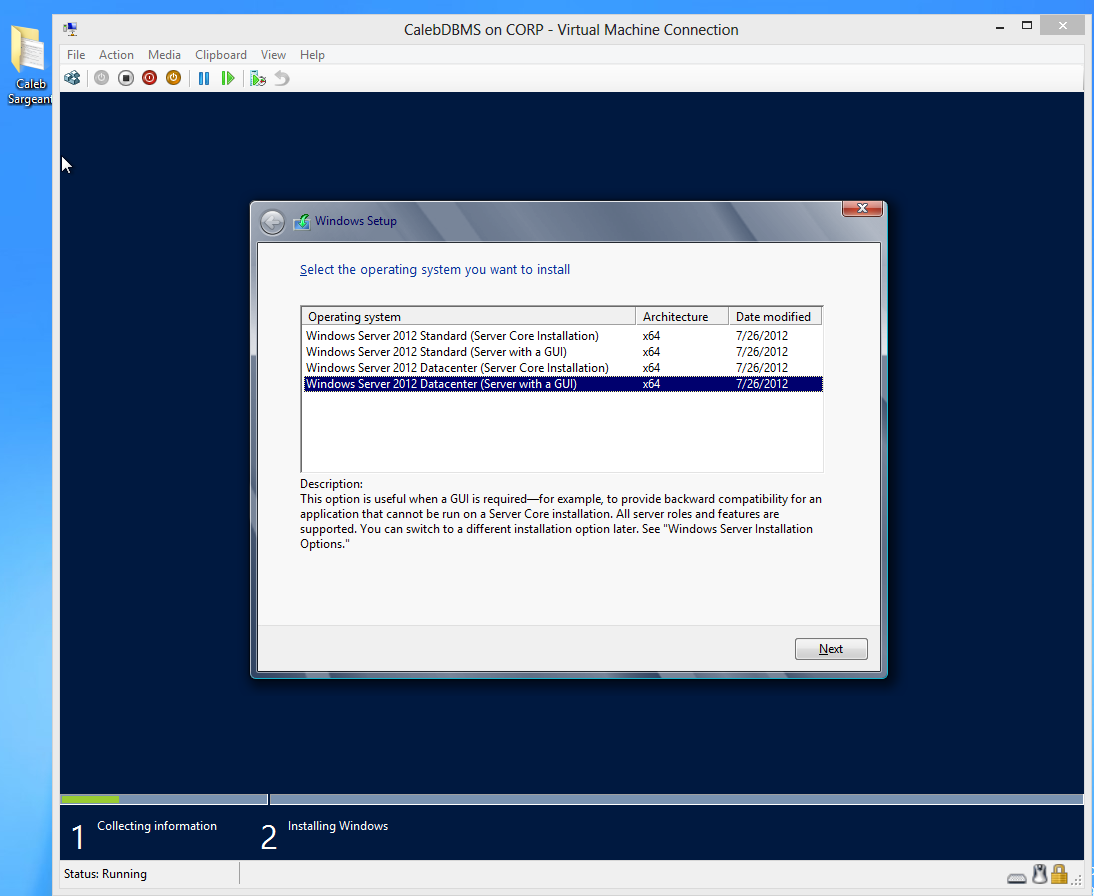 CalebDBMS on CORP - Virtual Machine Connection
File Action Media Clipboard View Help
Caleb
Sargeant
Windows Setup
Select the operating system you want to install
Operating system Architecture Date modified
Windows Server 2012 Standard (Server Core Installation) x64 7/26/2012
Windows Server 2012 Standard (Server with a GUI) x64 7/26/2012
Windows Server 2012 Datacenter (Server Core Installation) x64 7/26/2012
Windows Server 2012 Datacenter (Server with a GUI) x64 7/26/2012
Description:
This option is useful when a GUI is required—for example, to provide backward compatibility for an
application that cannot be run on a Server Core installation. All server roles and features are
supported. You can switch to a different installation option later. See "Windows Server Installation
Options."
Next
1 Collecting information 2 Installing Windows
Status: Running